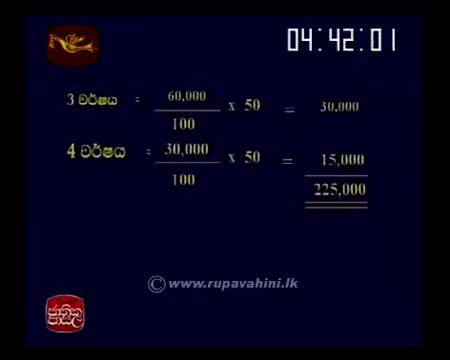 04:42:01
3 වර්ෂය = 60,000 / 100 x 50 = 30,000
4 වර්ෂය = 30,000 / 100 x 50 = 15,000
225,000
© www.rupavahini.lk
ජාතික
පාසල